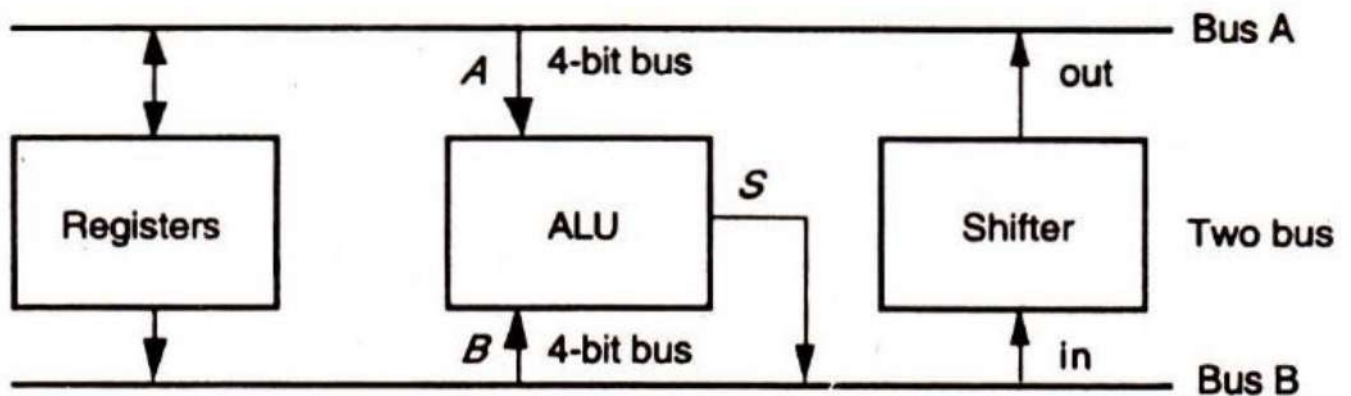 Bus A
A
4-bit bus
out
Registers
ALU
S
Shifter
Two bus
B
4-bit bus
in
Bus B